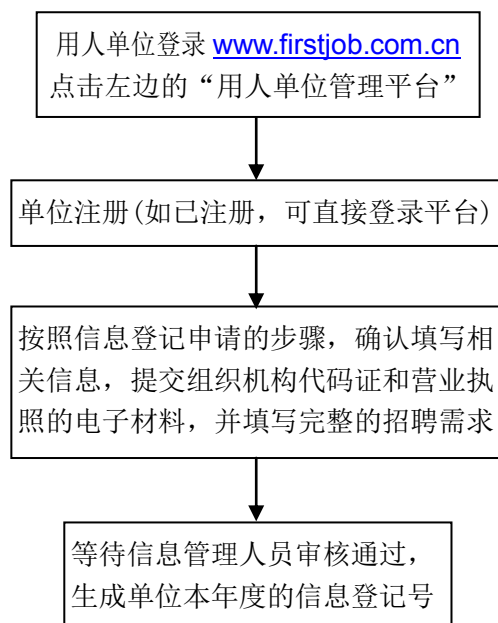 用人单位登录 www.firstjob.com.cn
点击左边的“用人单位管理平台”
单位注册(如已注册，可直接登录平台)
按照信息登记申请的步骤，确认填写相
关信息，提交组织机构代码证和营业执
照的电子材料，并填写完整的招聘需求
等待信息管理人员审核通过，
生成单位本年度的信息登记号